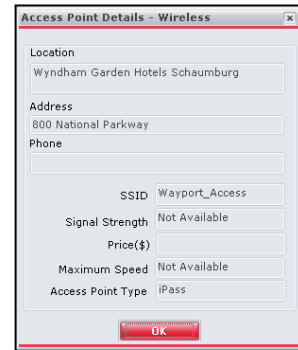 Access Point Details - Wireless
Location
Wyndham Garden Hotels Schaumburg
Address
800 National Parkway
Phone
SSID Wayport_Access
Signal Strength Not Available
Price($)
Maximum Speed Not Available
Access Point Type iPass
OK